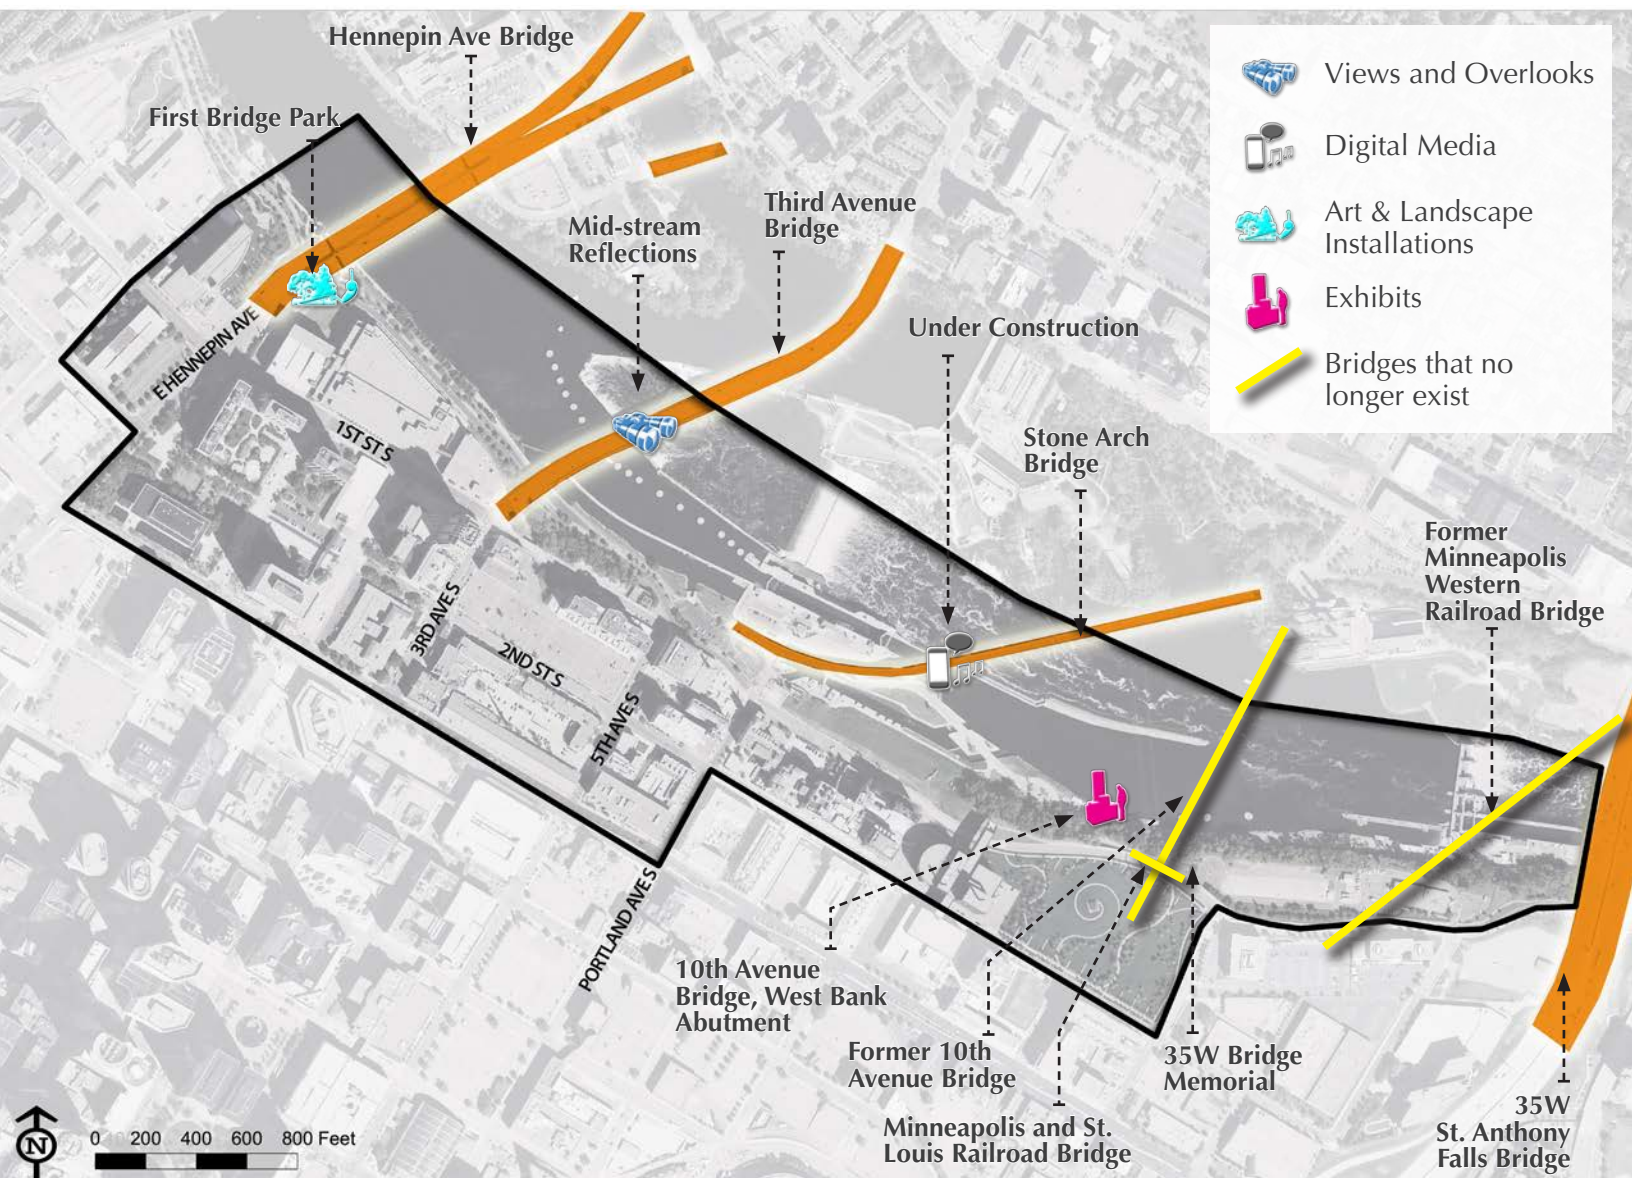 Hennepin Ave Bridge
First Bridge Park
Mid-stream
Reflections
Third Avenue
Bridge
Under Construction
Stone Arch
Bridge
Former
Minneapolis
Western
Railroad Bridge
Views and Overlooks
Digital Media
Art & Landscape
Installations
Exhibits
Bridges that no
longer exist
E HENNEPIN AVE
1ST ST S
3RD AVE S
2ND ST S
5TH AVE S
PORTLAND AVE S
10th Avenue
Bridge, West Bank
Abutment
Former 10th
Avenue Bridge
Minneapolis and St.
Louis Railroad Bridge
35W Bridge
Memorial
35W
St. Anthony
Falls Bridge
N
0 200 400 600 800 Feet